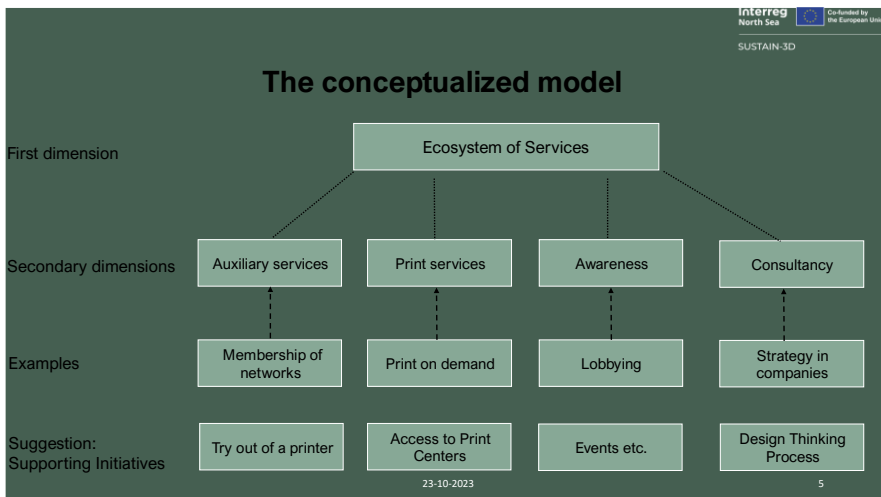 Interreg
North Sea
Co-funded by
the European Uni
SUSTAIN-3D
The conceptualized model
First dimension
Ecosystem of Services
Secondary dimensions
Auxiliary services
Print services
Awareness
Consultancy
Examples
Membership of
networks
Print on demand
Lobbying
Strategy in
companies
Suggestion:
Supporting Initiatives
Try out of a printer
Access to Print
Centers
Events etc.
Design Thinking
Process
23-10-2023
5